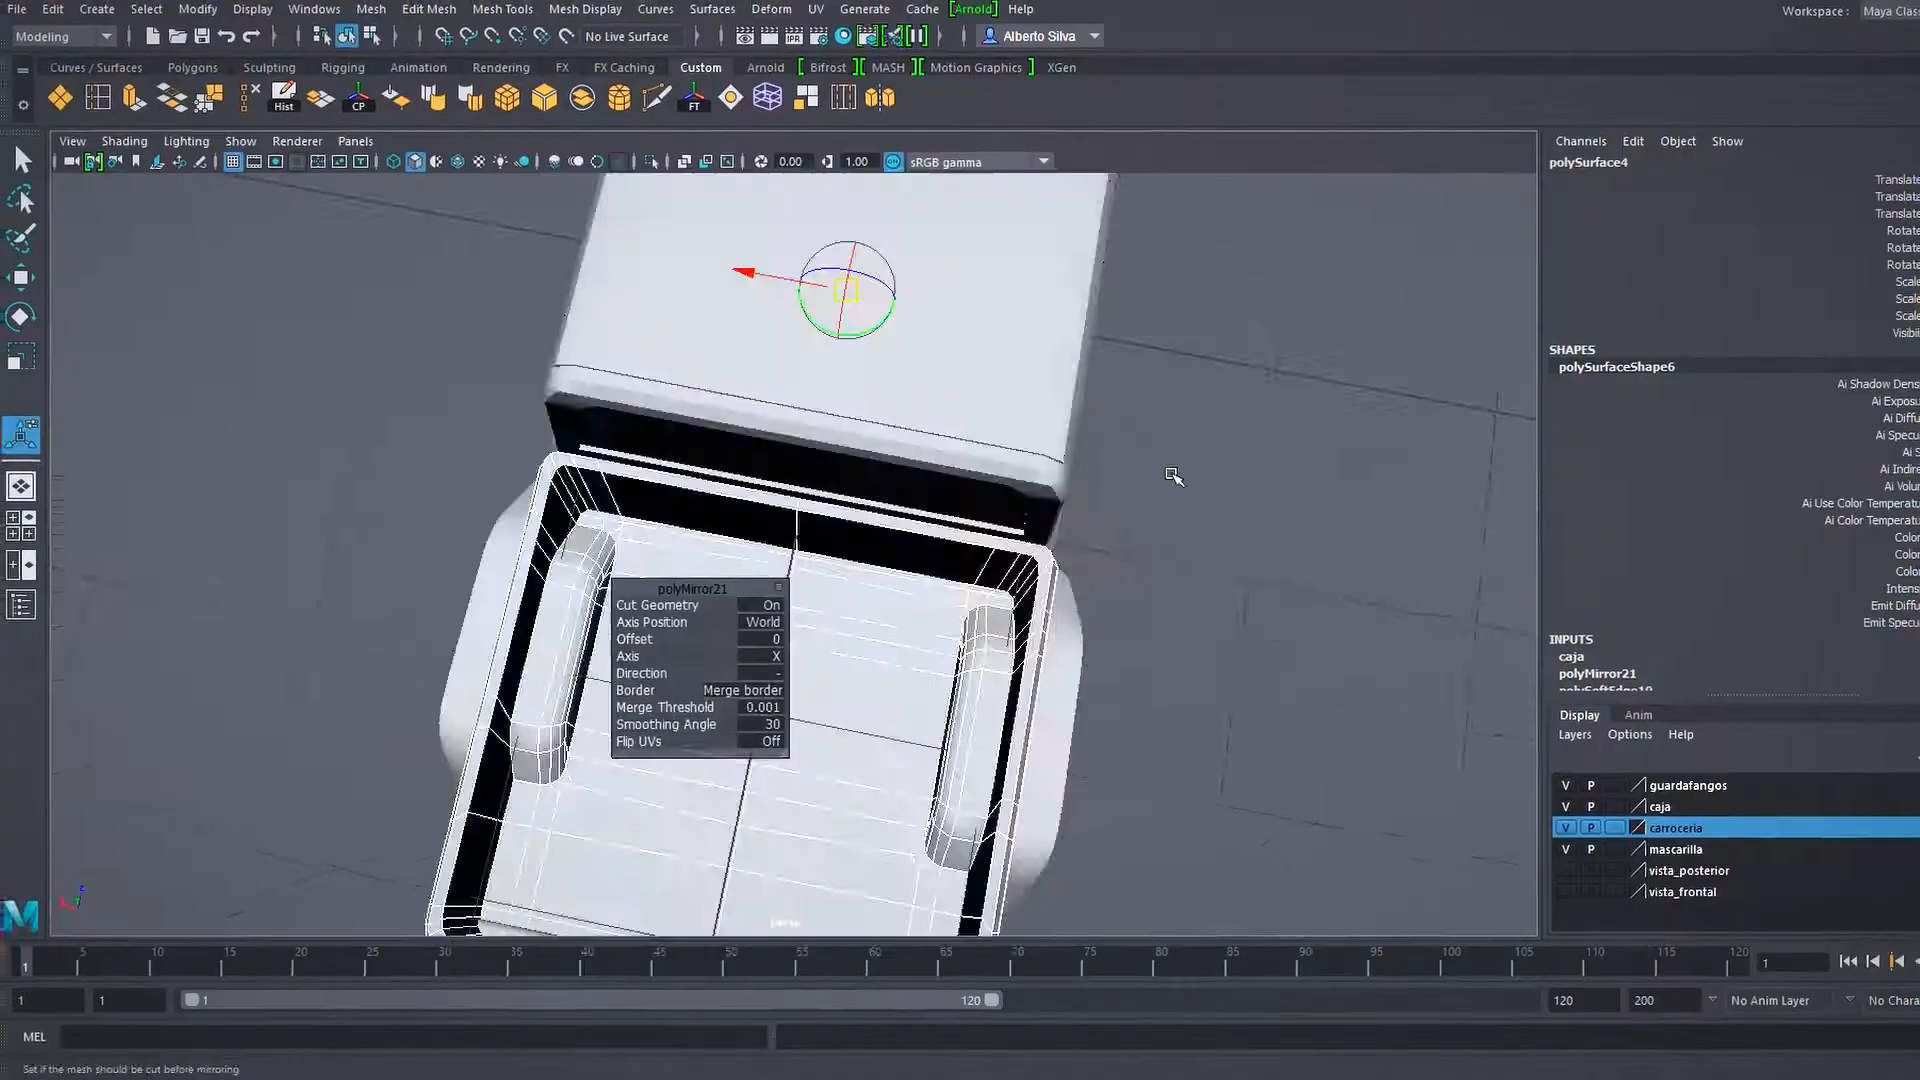 File Edit Create Select Modify Display Windows Mesh Edit Mesh Mesh Tools Mesh Display Curves Surfaces Deform UV Generate Cache [Arnold] Help
Workspace : Maya Clas
Modeling
No Live Surface
Alberto Silva
Curves / Surfaces Polygons Sculpting Rigging Animation Rendering FX FX Caching Custom Arnold [ Bifrost ] [ MASH ] [ Motion Graphics ] XGen
Hist CP FT
View Shading Lighting Show Renderer Panels
0.00 1.00 ON sRGB gamma
Channels Edit Object Show
polySurface4
Translate
Translate
Translate
Rotate
Rotate
Rotate
Scale
Scale
Scale
Visibil
SHAPES
polySurfaceShape6
Ai Shadow Dens
Ai Exposu
Ai Diffu
Ai Specu
Ai S
Ai Indire
Ai Volu
Ai Use Color Temperatu
Ai Color Temperatu
Color
Color
Color
Intens
Emit Diffu
Emit Specu
INPUTS
caja
polyMirror21
polySoftEdge19
polyMirror21
Cut Geometry On
Axis Position World
Offset 0
Axis X
Direction -
Border Merge border
Merge Threshold 0.001
Smoothing Angle 30
Flip UVs Off
Display Anim
Layers Options Help
V P guardafangos
V P caja
V P carroceria
V P mascarilla
vista_posterior
vista_frontal
z
persp
M
1 5 10 15 20 25 30 35 40 45 50 55 60 65 70 75 80 85 90 95 100 105 110 115 120 1
1 1 1 120 120 200 No Anim Layer No Chara
MEL
Set if the mesh should be cut before mirroring